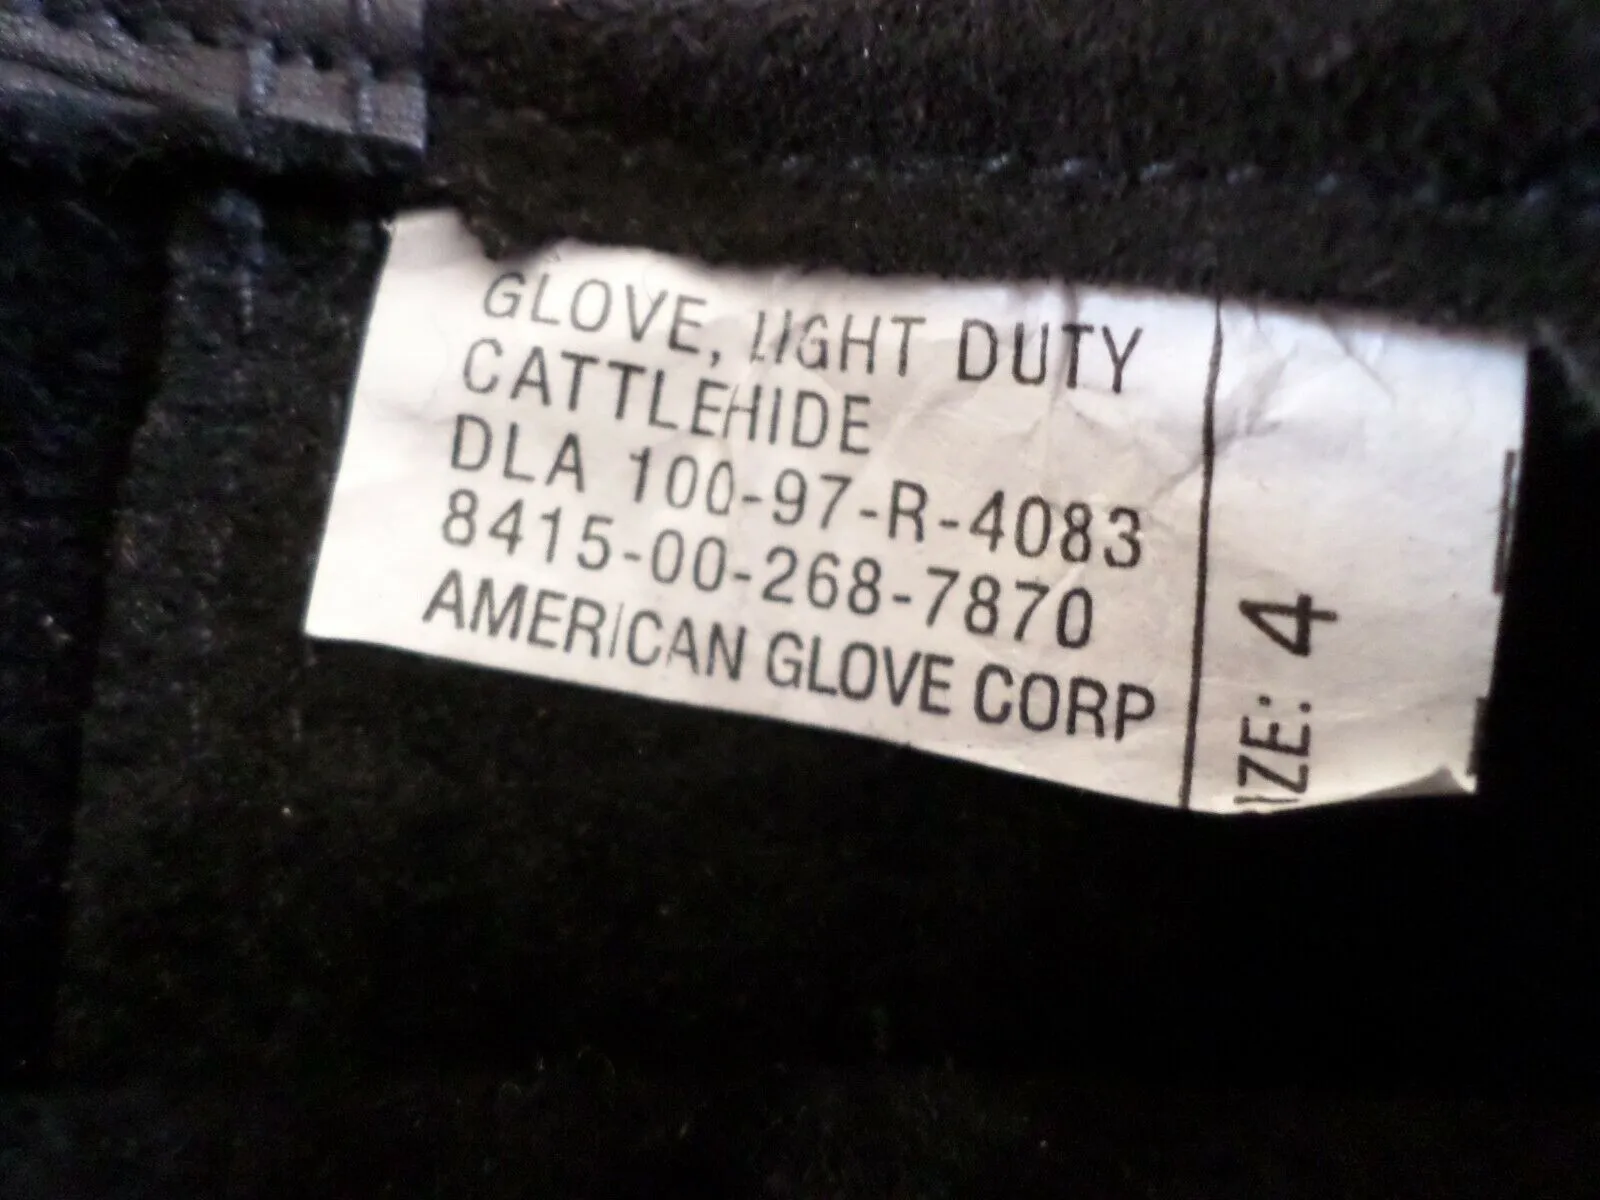 GLOVE, LIGHT DUTY
CATTLEHIDE
DLA 100-97-R-4083
8415-00-268-7870
AMERICAN GLOVE CORP
IZE: 4